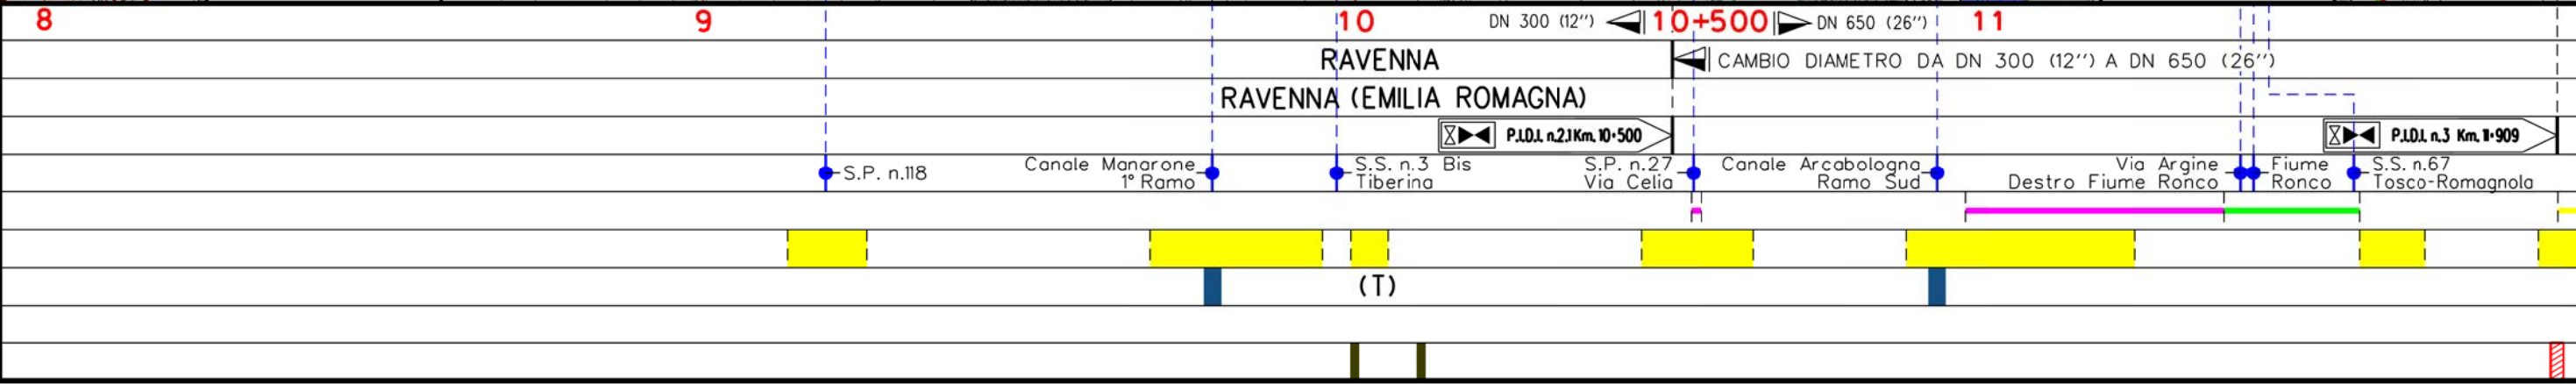 8 9 10 DN 300 (12’’) 10+500 DN 650 (26’’) 11
RAVENNA CAMBIO DIAMETRO DA DN 300 (12’’) A DN 650 (26’’)
RAVENNA (EMILIA ROMAGNA)
P.I.D.I. n.2.1 Km. 10+500 P.I.D.I. n.3 Km. 11+909
S.P. n.118
Canale Manarone
1° Ramo
S.S. n.3 Bis
Tiberina
S.P. n.27
Via Celia
Canale Arcabologna
Ramo Sud
Via Argine
Destro Fiume Ronco
Fiume
Ronco
S.S. n.67
Tosco-Romagnola
(T)